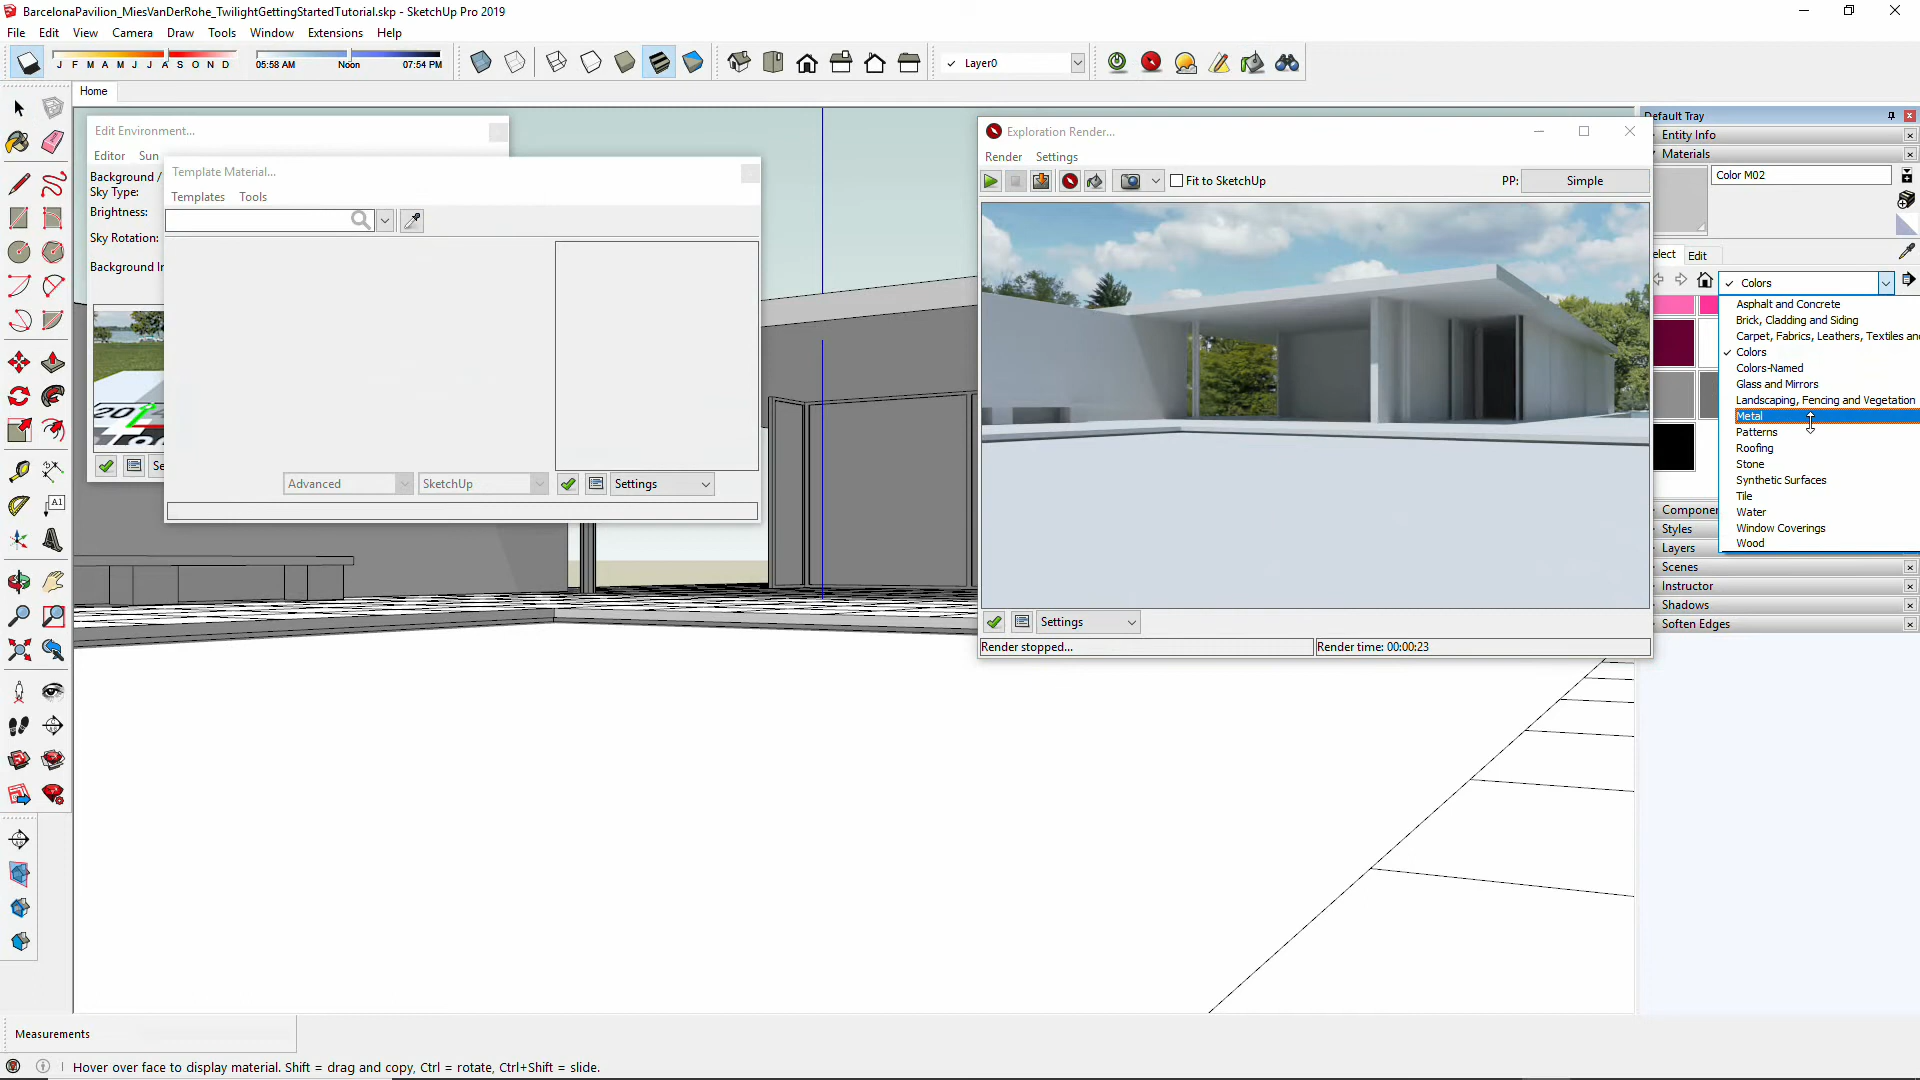 BarcelonaPavilion_MiesVanDerRohe_TwilightGettingStartedTutorial.skp - SketchUp Pro 2019
File Edit View Camera Draw Tools Window Extensions Help
J F M A M J J A S O N D
05:58 AM Noon 07:54 PM
Layer0
Home
Edit Environment...
Editor Sun
Background /
Sky Type:
Brightness:
Sky Rotation:
Background In
Se
Template Material...
Templates Tools
Advanced
SketchUp
Settings
Exploration Render...
Render Settings
Fit to SketchUp
PP: Simple
Settings
Render stopped...
Render time: 00:00:23
Default Tray
Entity Info
Materials
Color M02
elect Edit
Colors
Asphalt and Concrete
Brick, Cladding and Siding
Carpet, Fabrics, Leathers, Textiles an
Colors
Colors-Named
Glass and Mirrors
Landscaping, Fencing and Vegetation
Metal
Patterns
Roofing
Stone
Synthetic Surfaces
Tile
Water
Window Coverings
Wood
Componen
Styles
Layers
Scenes
Instructor
Shadows
Soften Edges
Measurements
Hover over face to display material. Shift = drag and copy, Ctrl = rotate, Ctrl+Shift = slide.